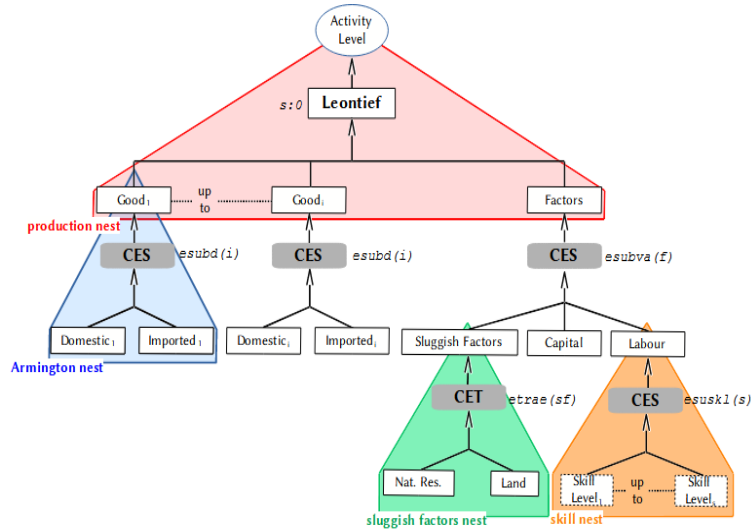 Activity
Level
s:0 Leontief
Good₁ up to Goodᵢ Factors
production nest
CES esubd(i) CES esubd(i) CES esubva(f)
Domestic₁ Imported₁ Domesticᵢ Importedᵢ Sluggish Factors Capital Labour
Armington nest
CET etrae(sf) CES esuskl(s)
Nat. Res. Land Skill Level₁ up to Skill Levelₛ
sluggish factors nest skill nest